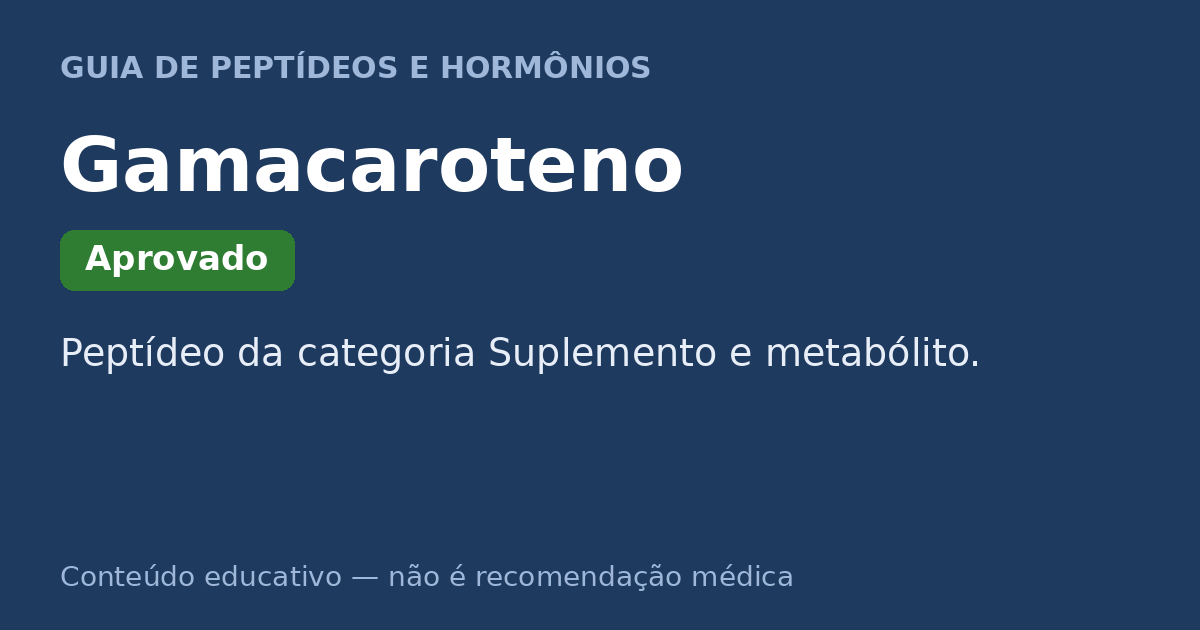 GUIA DE PEPTÍDEOS E HORMÔNIOS
Gamacaroteno
Aprovado
Peptídeo da categoria Suplemento e metabólito.
Conteúdo educativo — não é recomendação médica